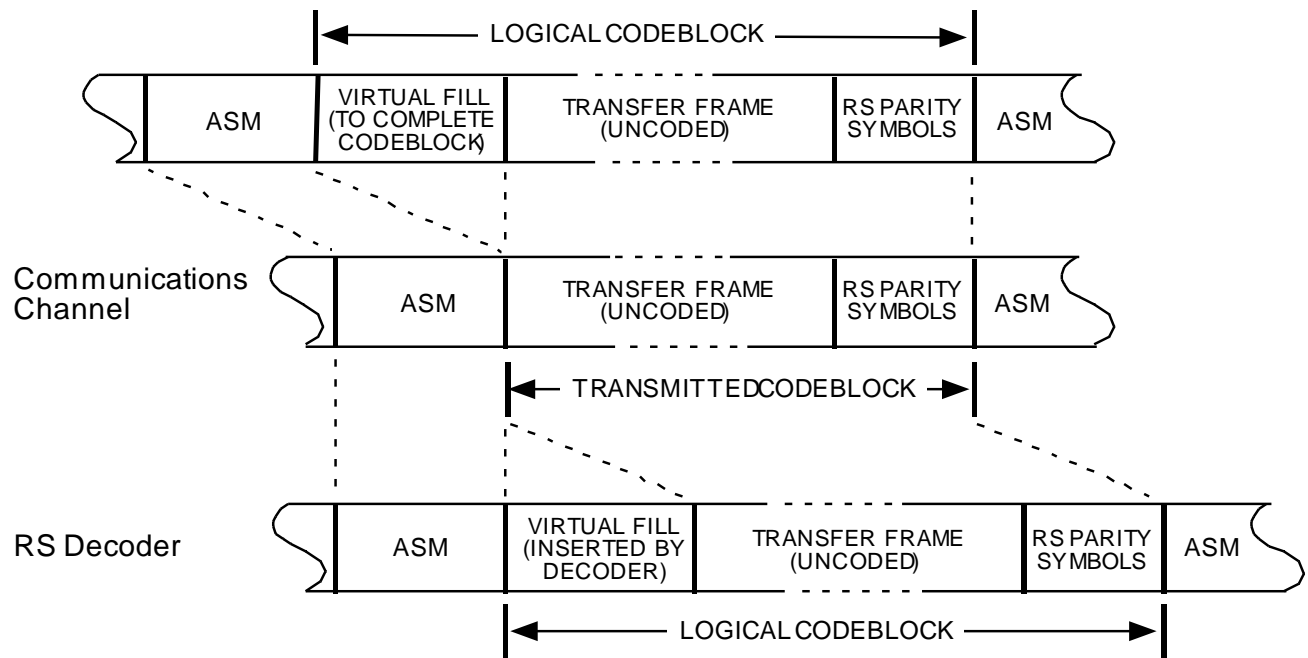 LOGICAL CODEBLOCK
ASM
VIRTUAL FILL
(TO COMPLETE
CODEBLOCK)
TRANSFER FRAME
(UNCODED)
RS PARITY
SYMBOLS
ASM
Communications
Channel
ASM
TRANSFER FRAME
(UNCODED)
RS PARITY
SYMBOLS
ASM
TRANSMITTED CODEBLOCK
RS Decoder
ASM
VIRTUAL FILL
(INSERTED BY
DECODER)
TRANSFER FRAME
(UNCODED)
RS PARITY
SYMBOLS
ASM
LOGICAL CODEBLOCK